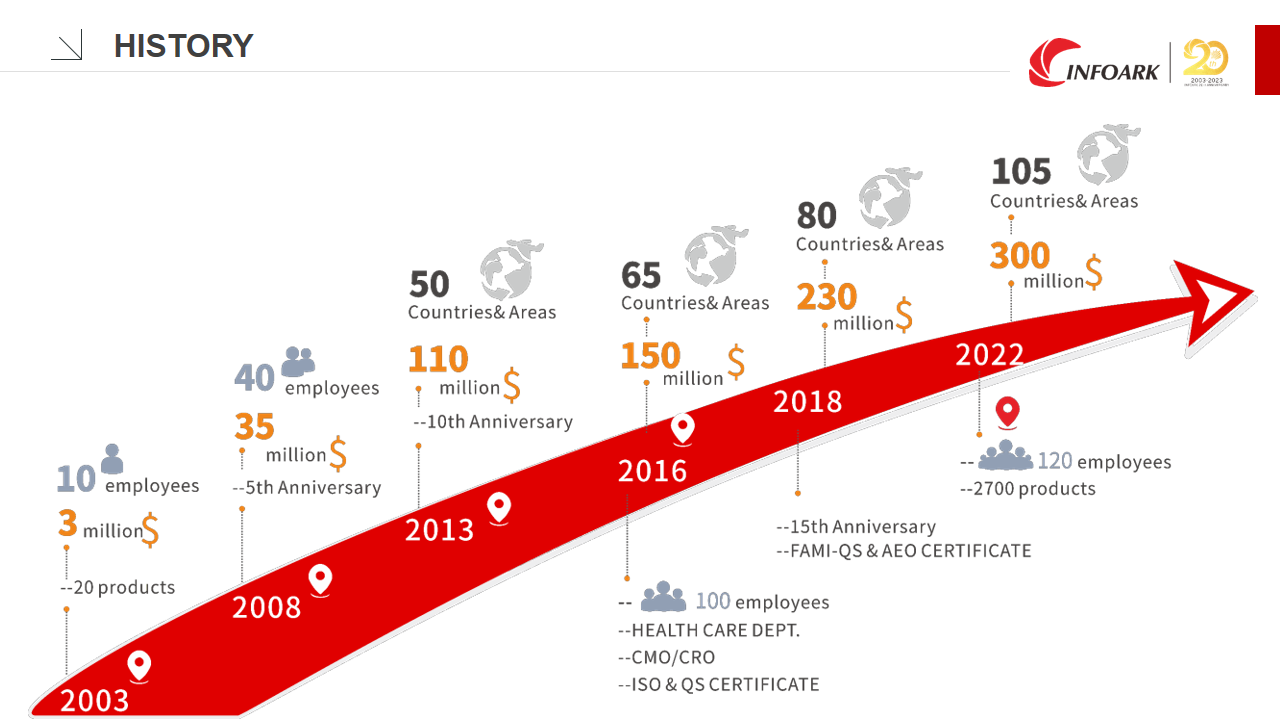 HISTORY
INFOARK
20th
2003-2023
10
employees
3 million$
--20 products
2003
40
employees
35
million $
--5th Anniversary
2008
50
Countries& Areas
110
million $
--10th Anniversary
2013
65
Countries& Areas
150
million $
2016
-- 100 employees
--HEALTH CARE DEPT.
--CMO/CRO
--ISO & QS CERTIFICATE
80
Countries& Areas
230
million $
2018
--15th Anniversary
--FAMI-QS & AEO CERTIFICATE
105
Countries& Areas
300
million $
2022
-- 120 employees
--2700 products